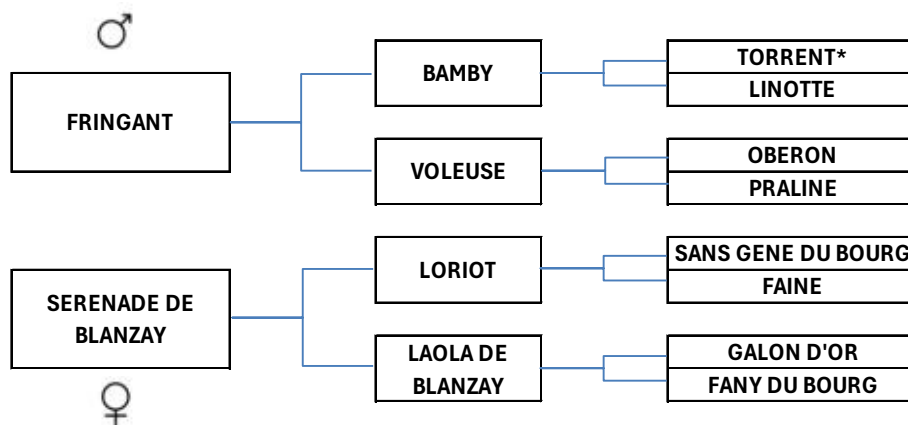 ♂
FRINGANT
BAMBY
TORRENT*
LINOTTE
VOLEUSE
OBERON
PRALINE
SERENADE DE
BLANZAY
LORIOT
SANS GENE DU BOURG
FAINE
LAOLA DE
BLANZAY
GALON D'OR
FANY DU BOURG
♀